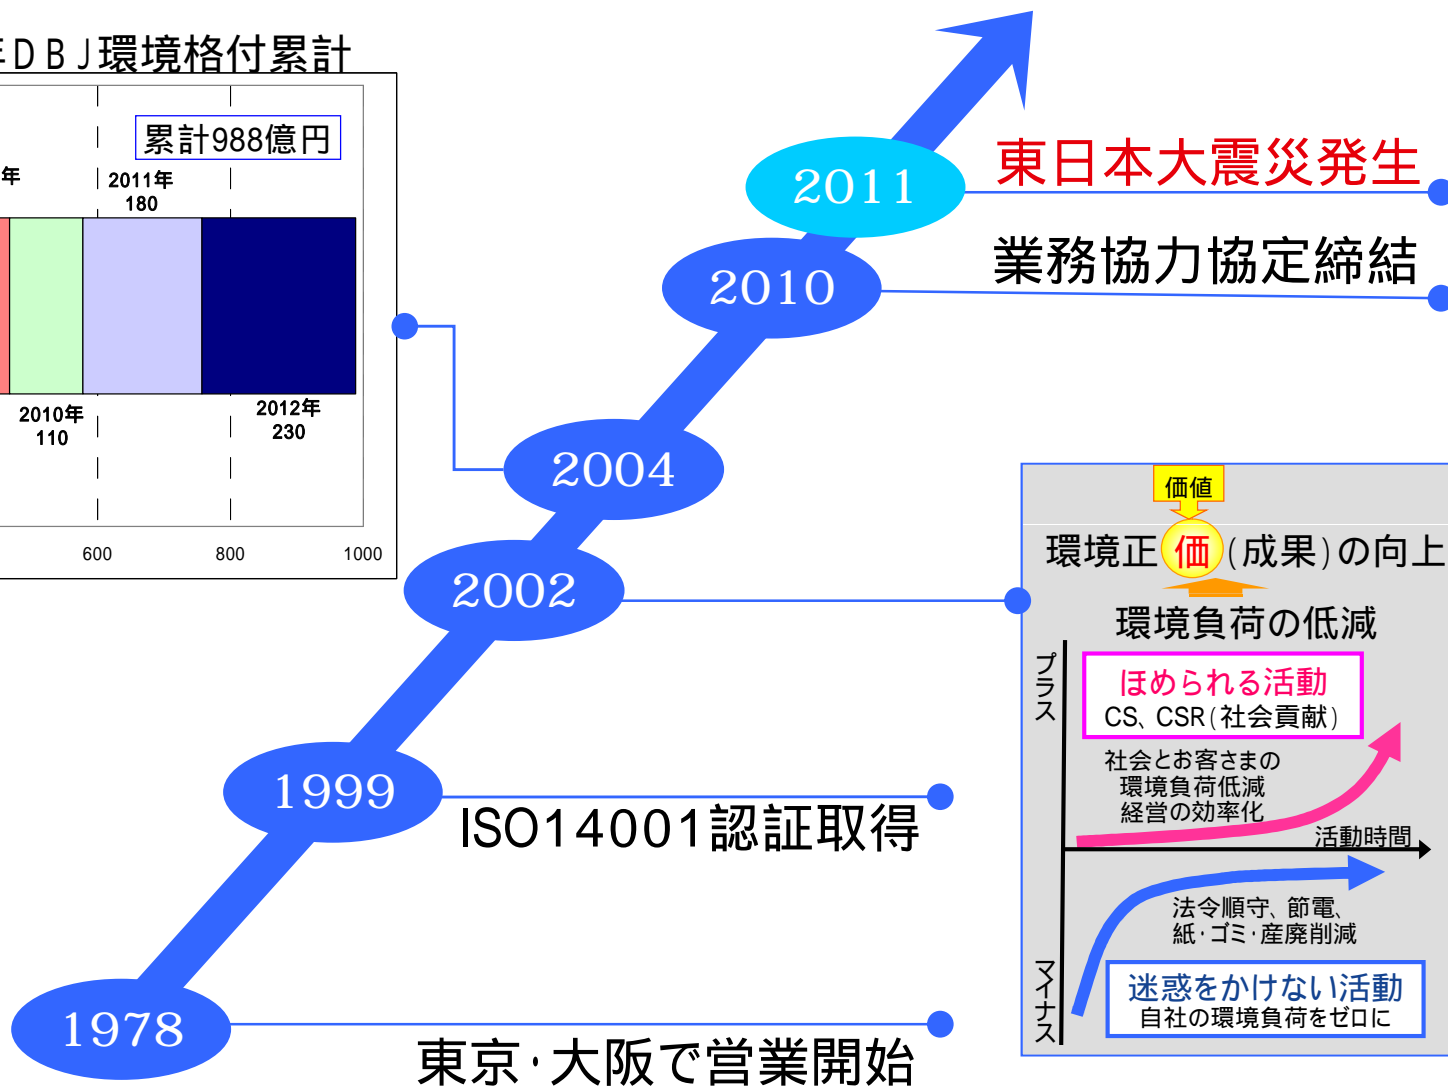 年DBJ環境格付累計
累計988億円
年
2011年
180
2010年
110
2012年
230
600
800
1000
2011
東日本大震災発生
2010
業務協力協定締結
2004
2002
価値
環境正価(成果)の向上
環境負荷の低減
プラス
ほめられる活動
CS、CSR(社会貢献)
社会とお客さまの
環境負荷低減
経営の効率化
活動時間
法令順守、節電、
紙・ゴミ・産廃削減
マイナス
迷惑をかけない活動
自社の環境負荷をゼロに
1999
ISO14001認証取得
1978
東京・大阪で営業開始